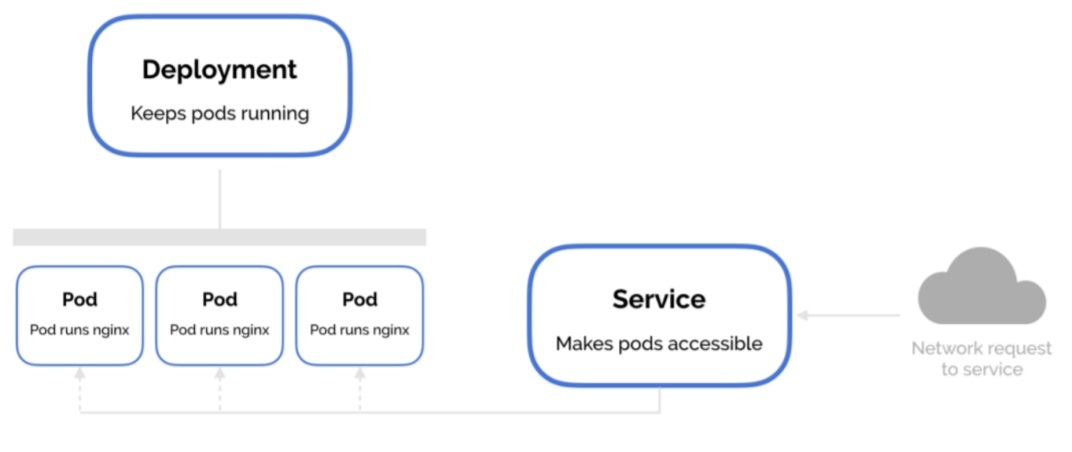 Deployment
Keeps pods running
Pod
Pod runs nginx
Pod
Pod runs nginx
Pod
Pod runs nginx
Service
Makes pods accessible
Network request
to service